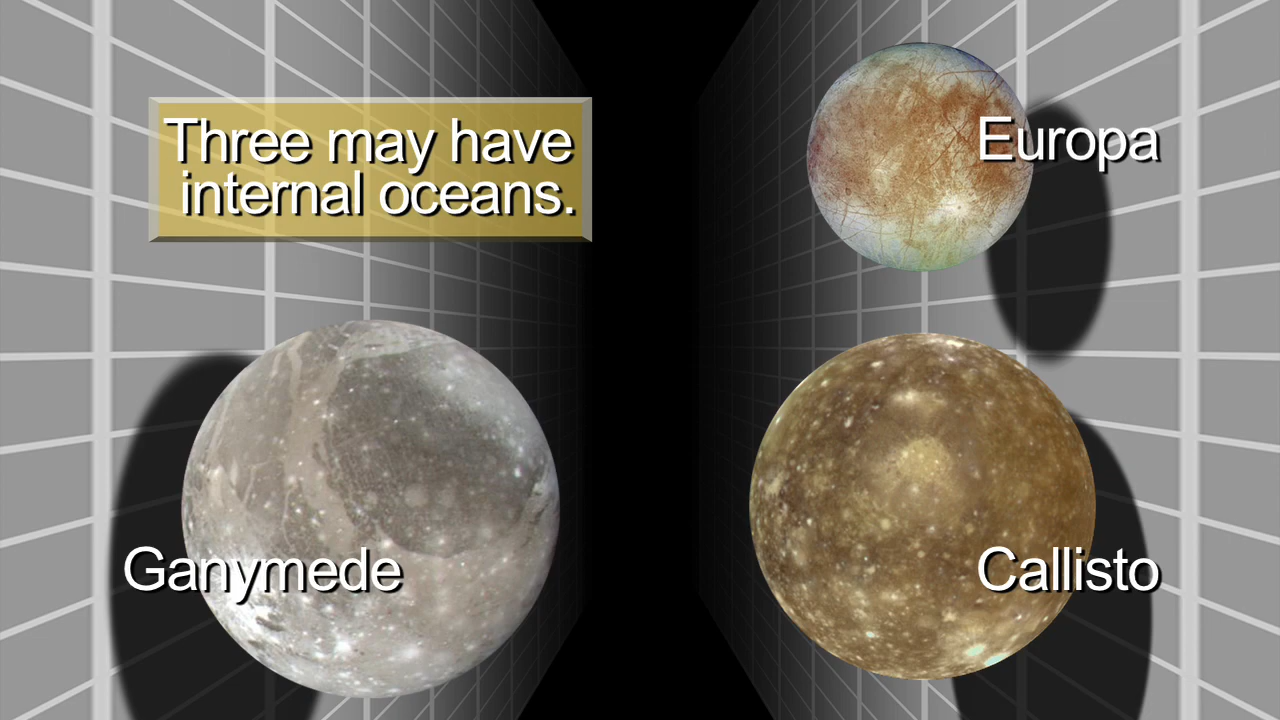 Three may have
internal oceans.
Europa
Ganymede
Callisto